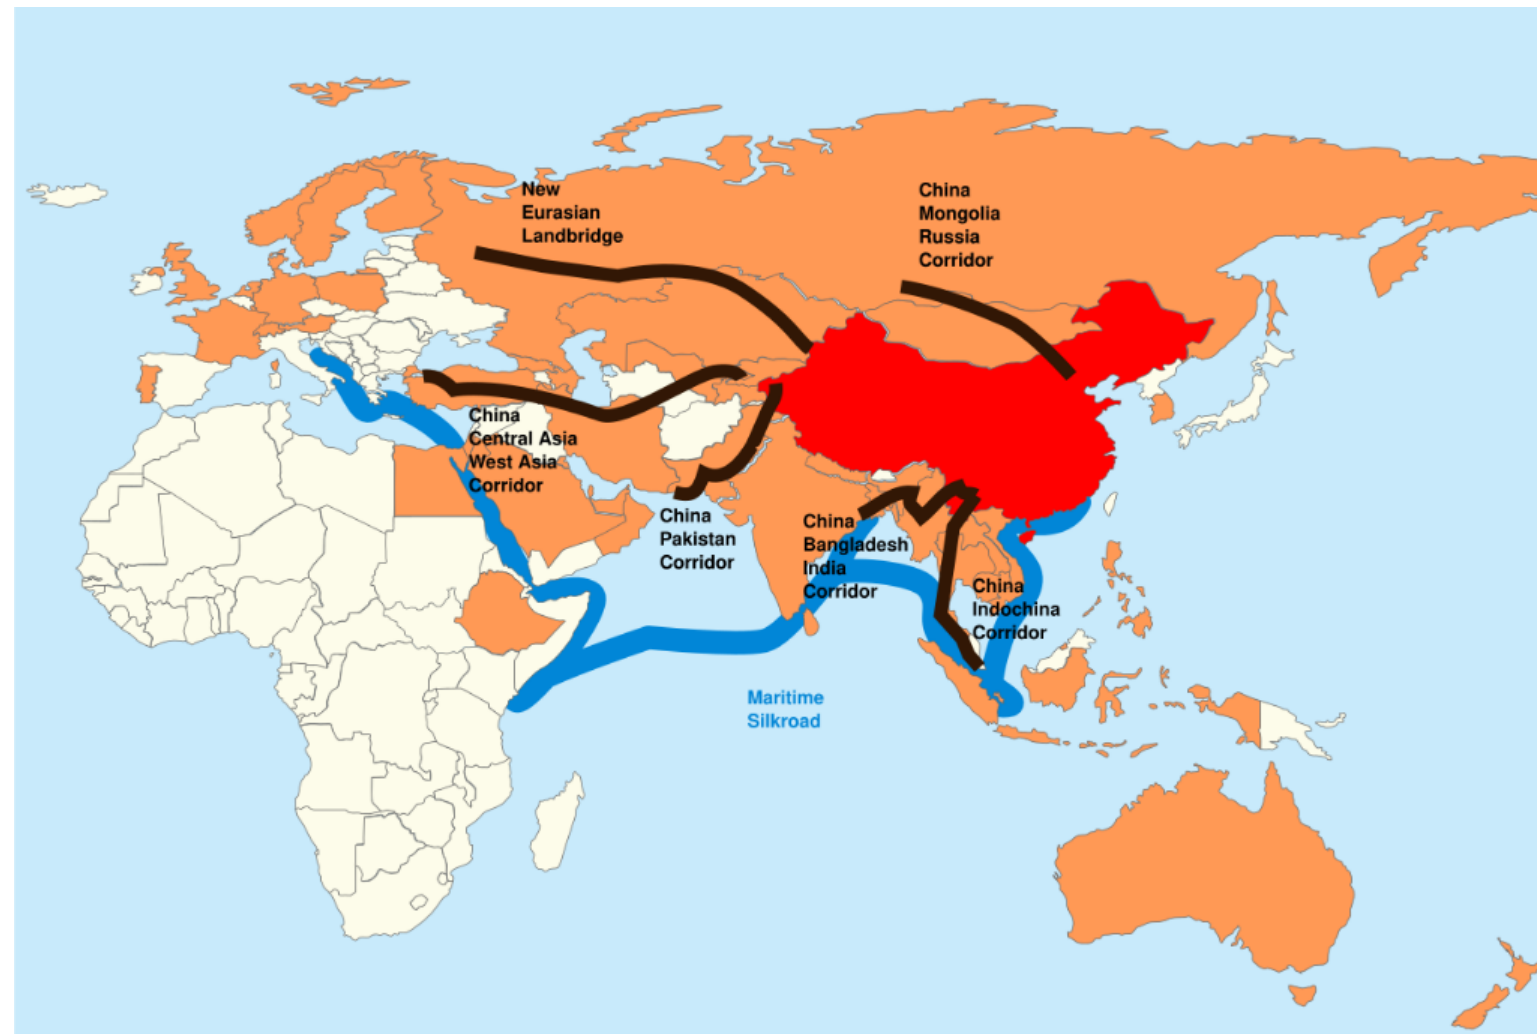 New
Eurasian
Landbridge
China
Mongolia
Russia
Corridor
China
Central Asia
West Asia
Corridor
China
Pakistan
Corridor
China
Bangladesh
India
Corridor
China
Indochina
Corridor
Maritime
Silkroad